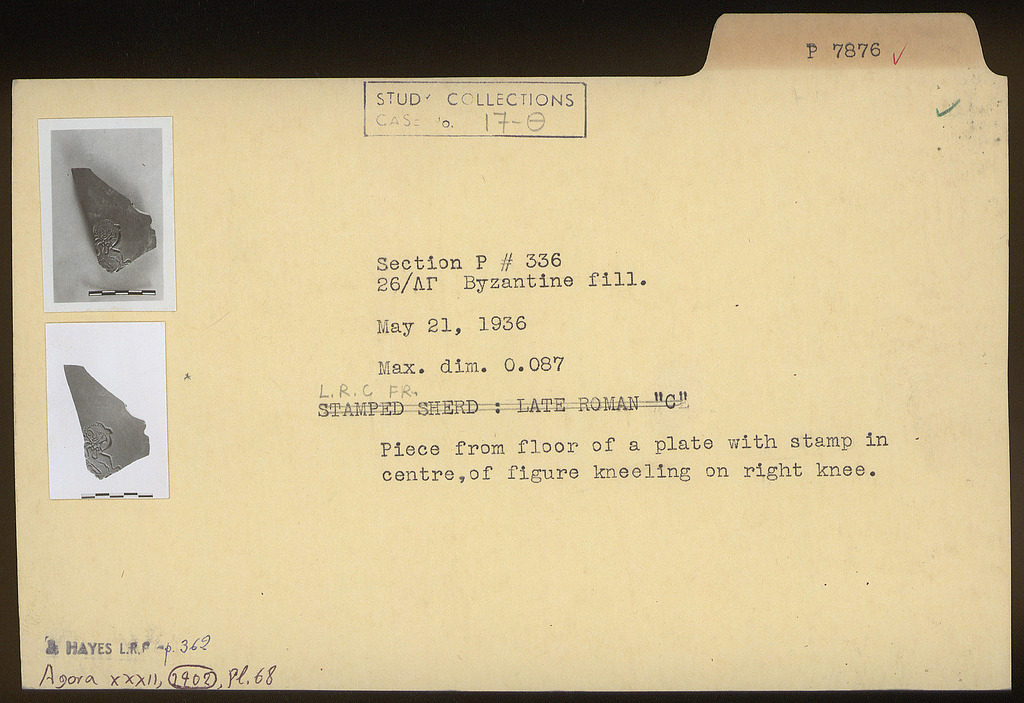 P 7876
STUDY COLLECTIONS
CASE No. 17-Θ
Section P # 336
26/ΛΓ Byzantine fill.
May 21, 1936
Max. dim. 0.087
L.R.C FR.
STAMPED SHERD : LATE ROMAN "C"
Piece from floor of a plate with stamp in
centre,of figure kneeling on right knee.
HAYES L.R.P p. 362
Agora XXXII, 1402, Pl. 68